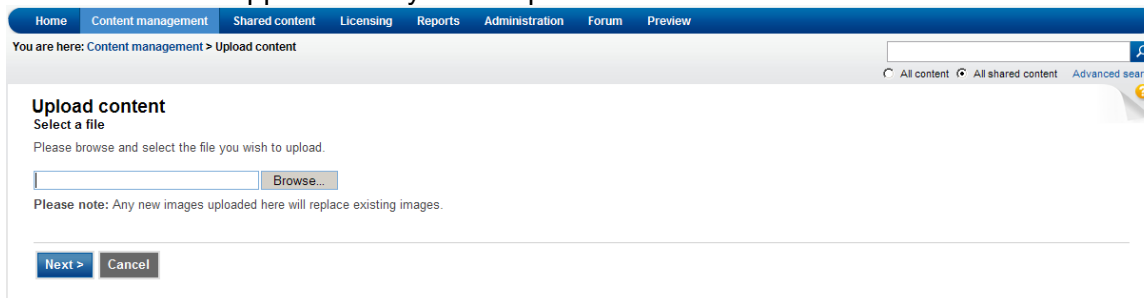 Home Content management Shared content Licensing Reports Administration Forum Preview
You are here: Content management > Upload content
All content All shared content Advanced sear
Upload content
Select a file
Please browse and select the file you wish to upload.
Browse...
Please note: Any new images uploaded here will replace existing images.
Next > Cancel